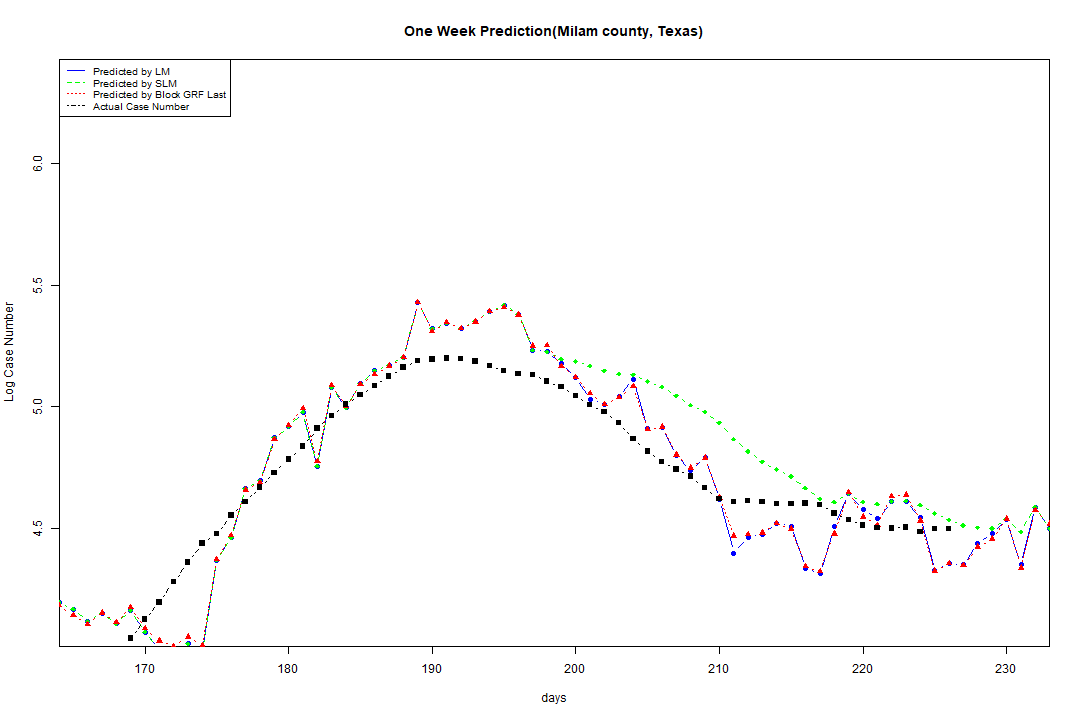 One Week Prediction(Milam county, Texas)
Predicted by LM
Predicted by SLM
Predicted by Block GRF Last
Actual Case Number
6.0
5.5
5.0
4.5
Log Case Number
170 180 190 200 210 220 230
days